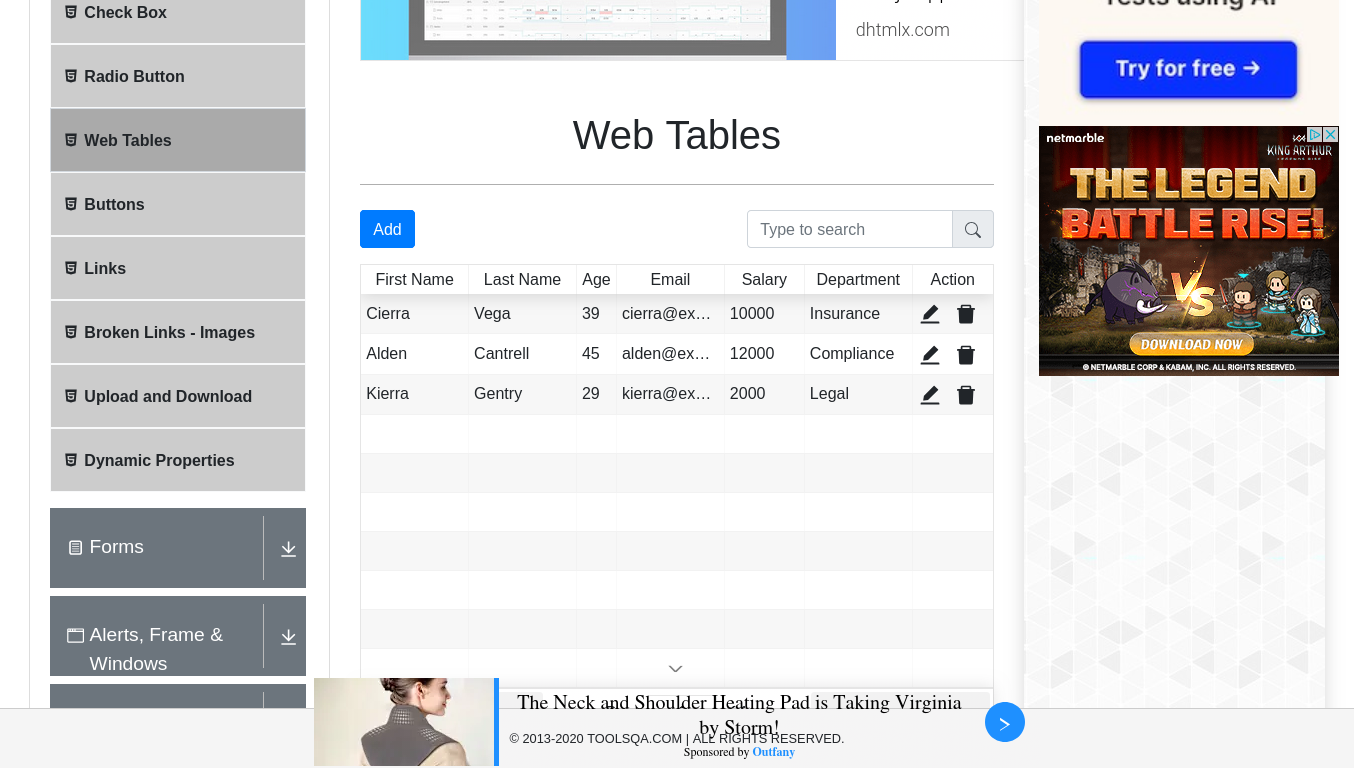 Check Box
Radio Button
Web Tables
Buttons
Links
Broken Links - Images
Upload and Download
Dynamic Properties
Forms
Alerts, Frame &
Windows
dhtmlx.com
Web Tables
Add
Type to search
First Name Last Name Age Email Salary Department Action
Cierra Vega 39 cierra@ex… 10000 Insurance
Alden Cantrell 45 alden@ex… 12000 Compliance
Kierra Gentry 29 kierra@ex… 2000 Legal
Try for free →
netmarble
KING ARTHUR
LEGENDS RISE
THE LEGEND
BATTLE RISE!
VS
DOWNLOAD NOW
© NETMARBLE CORP & KABAM, INC. ALL RIGHTS RESERVED.
The Neck and Shoulder Heating Pad is Taking Virginia
by Storm!
© 2013-2020 TOOLSQA.COM | ALL RIGHTS RESERVED.
Sponsored by Outfany